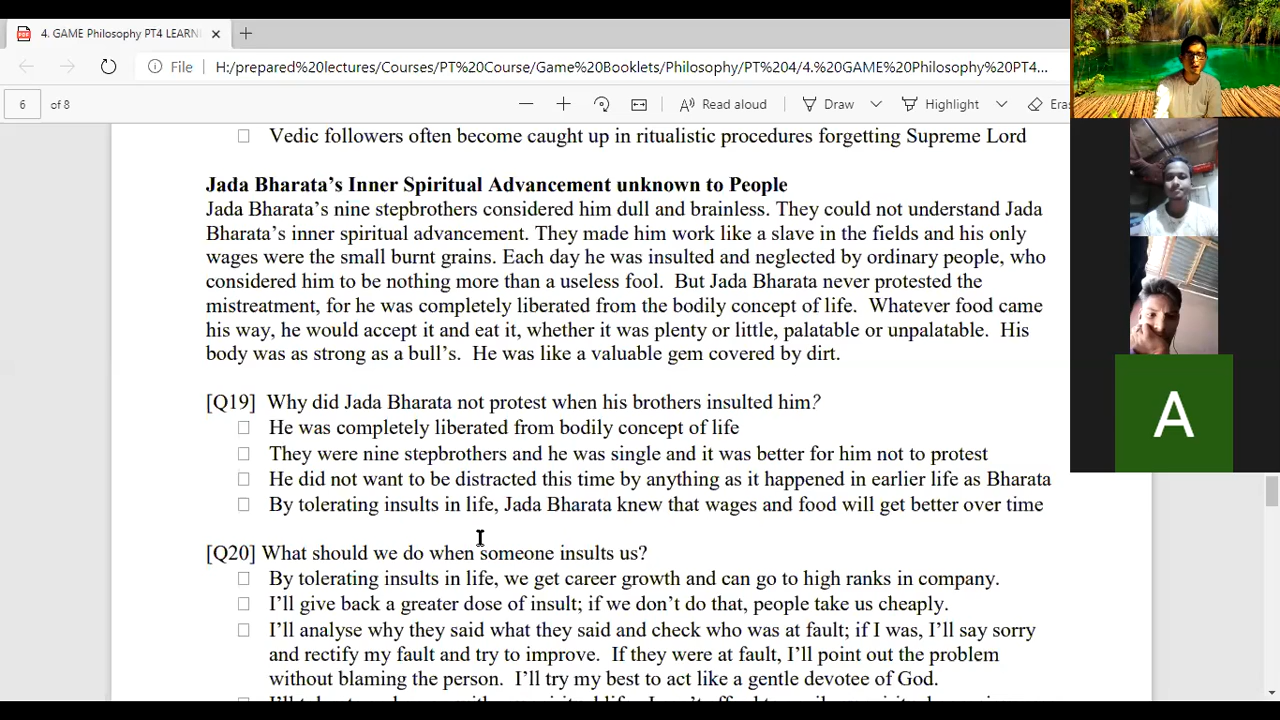 4. GAME Philosophy PT4 LEARNI
File H:/prepared%20lectures/Courses/PT%20Course/Game%20Booklets/Philosophy/PT%204/4.%20GAME%20Philosophy%20PT4...
6 of 8 Read aloud Draw Highlight Eras
Vedic followers often become caught up in ritualistic procedures forgetting Supreme Lord
Jada Bharata's Inner Spiritual Advancement unknown to People
Jada Bharata's nine stepbrothers considered him dull and brainless. They could not understand Jada
Bharata's inner spiritual advancement. They made him work like a slave in the fields and his only
wages were the small burnt grains. Each day he was insulted and neglected by ordinary people, who
considered him to be nothing more than a useless fool. But Jada Bharata never protested the
mistreatment, for he was completely liberated from the bodily concept of life. Whatever food came
his way, he would accept it and eat it, whether it was plenty or little, palatable or unpalatable. His
body was as strong as a bull's. He was like a valuable gem covered by dirt.
[Q19] Why did Jada Bharata not protest when his brothers insulted him?
He was completely liberated from bodily concept of life
They were nine stepbrothers and he was single and it was better for him not to protest
He did not want to be distracted this time by anything as it happened in earlier life as Bharata
By tolerating insults in life, Jada Bharata knew that wages and food will get better over time
[Q20] What should we do when someone insults us?
By tolerating insults in life, we get career growth and can go to high ranks in company.
I'll give back a greater dose of insult; if we don't do that, people take us cheaply.
I'll analyse why they said what they said and check who was at fault; if I was, I'll say sorry
and rectify my fault and try to improve. If they were at fault, I'll point out the problem
without blaming the person. I'll try my best to act like a gentle devotee of God.
A